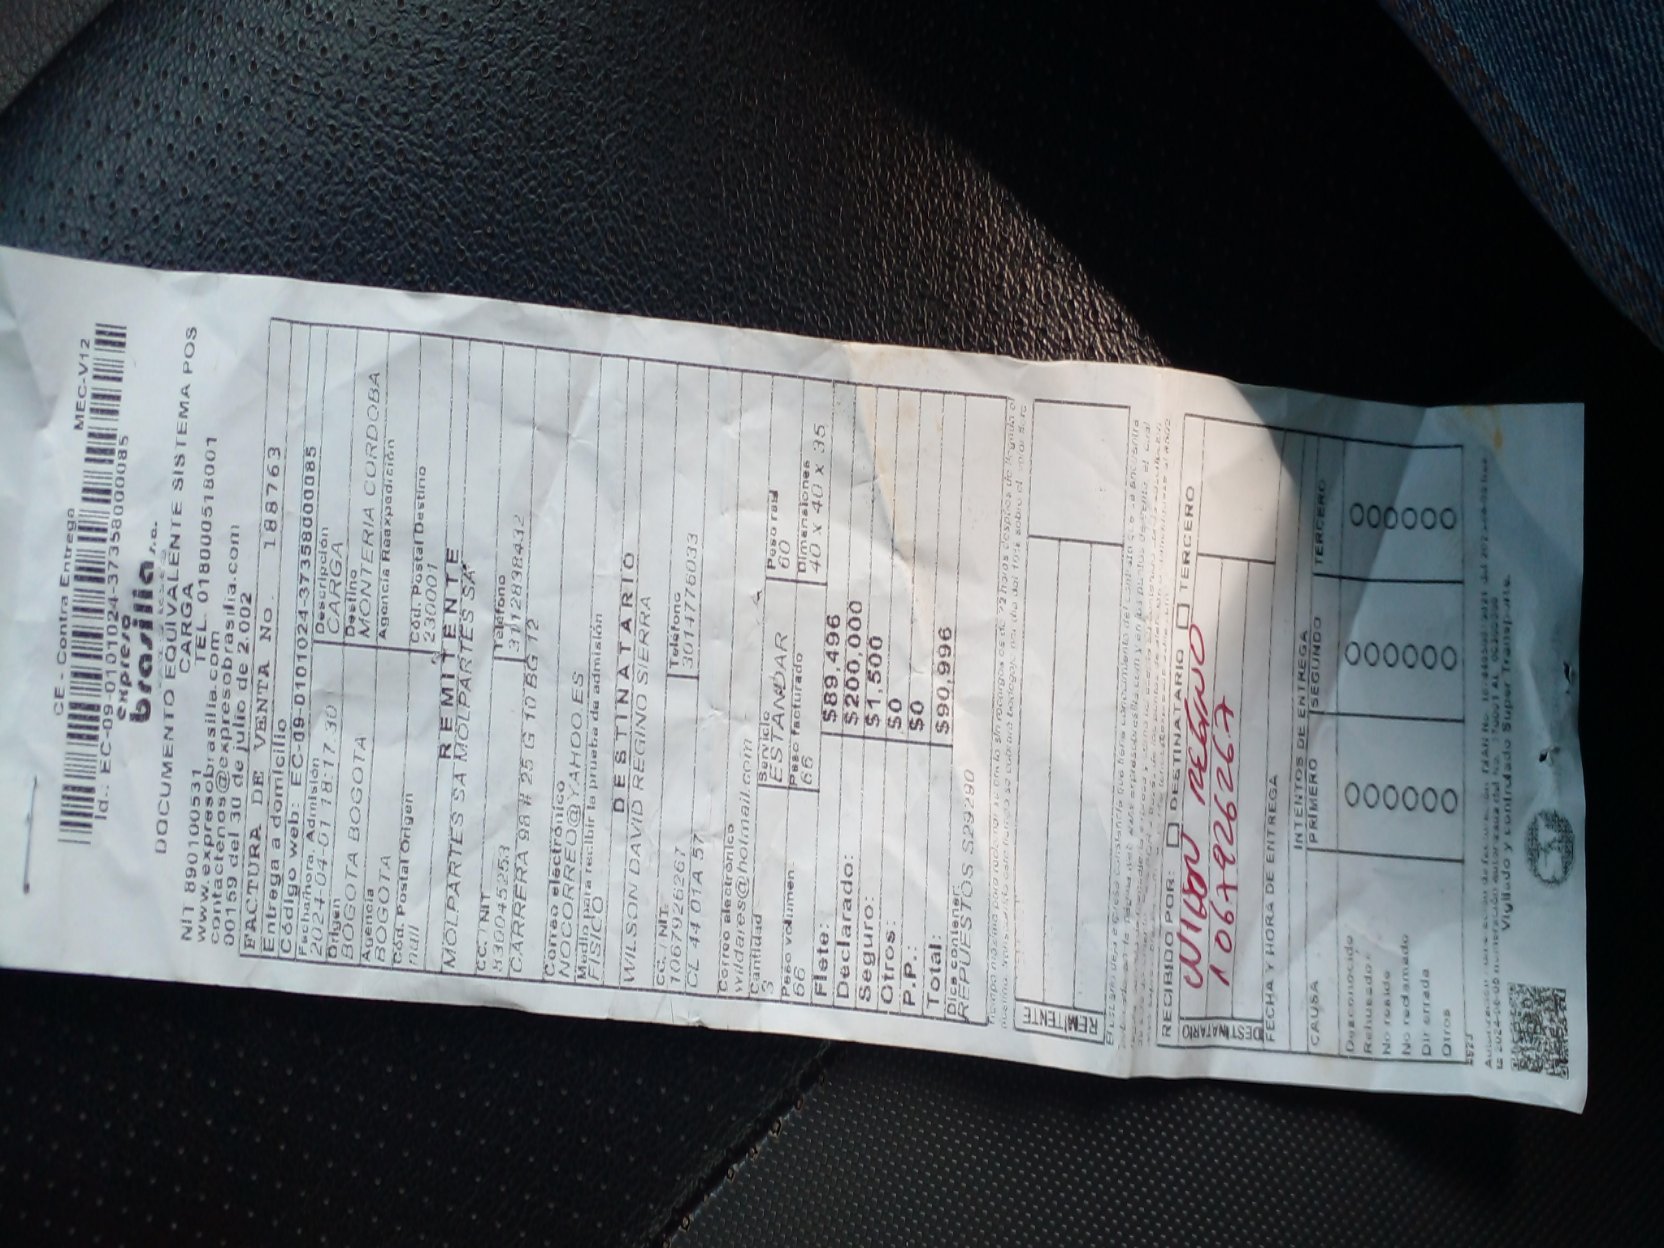 CE - Contra Entrega MEC-V12
Id.: EC-09-0101024-37358000085
expreso
brasilia s.a.
DOCUMENTO EQUIVALENTE SISTEMA POS
CARGA
NIT 890100531 TEL. 018000518001
www.expresobrasilia.com
contactenos@expresobrasilia.com
00159 del 30 de julio de 2.002
FACTURA DE VENTA No. 188763
Entrega a domicilio
Código web: EC-09-0101024-37358000085
Fecha/hora. Admisión Descripción
2024-04-01 18:17:30 CARGA
Origen Destino
BOGOTA BOGOTA MONTERIA CORDOBA
Agencia Agencia Reexpedición
BOGOTA
Cód. Postal Origen Cód. Postal Destino
null 230001
REMITENTE
MOLPARTES SA MOLPARTES SA
CC. / NIT Teléfono
830045253 3112838432
CARRERA 98 # 25 G 10 BG 12
Correo electrónico
NOCORREO@YAHOO.ES
Medio para recibir la prueba de admisión
FISICO
DESTINATARIO
WILSON DAVID REGINO SIERRA
CC. / NIT. Teléfono
1067926267 3014776033
CL 44 01A 57
Correo electrónico
wildares@hotmail.com
Cantidad Servicio Peso real
3 ESTANDAR 60
Peso volumen Peso facturado Dimensiones
66 66 40 x 40 x 35
Flete: $89,496
Declarado: $200,000
Seguro: $1,500
Otros: $0
P.P.: $0
Total: $90,996
Dice contener
REPUESTOS S29290
REMITENTE
RECIBIDO POR: DESTINATARIO TERCERO
DESTINATARIO
Wilson Regino
1067926267
FECHA Y HORA DE ENTREGA
INTENTOS DE ENTREGA
CAUSA PRIMERO SEGUNDO TERCERO
Desconocido
Rehusado
No reside
No reclamado
Dir errada
Otros
Vigilado y controlado Super Transporte